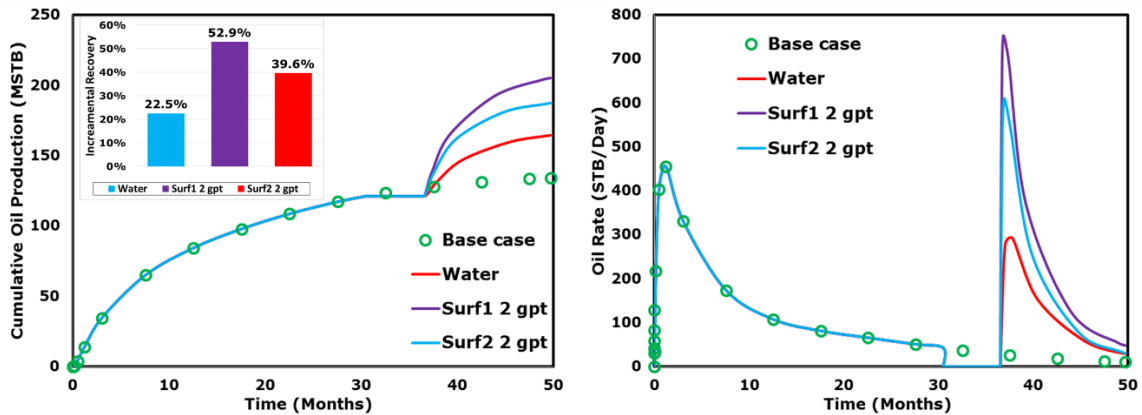 250
200
150
100
50
0
Cumulative Oil Production (MSTB)
60%
50%
40%
30%
20%
10%
0%
Increamental Recovery
22.5%
52.9%
39.6%
Water Surf1 2 gpt Surf2 2 gpt
Base case
Water
Surf1 2 gpt
Surf2 2 gpt
0 10 20 30 40 50
Time (Months)
800
700
600
500
400
300
200
100
0
Oil Rate (STB/Day)
Base case
Water
Surf1 2 gpt
Surf2 2 gpt
0 10 20 30 40 50
Time (Months)